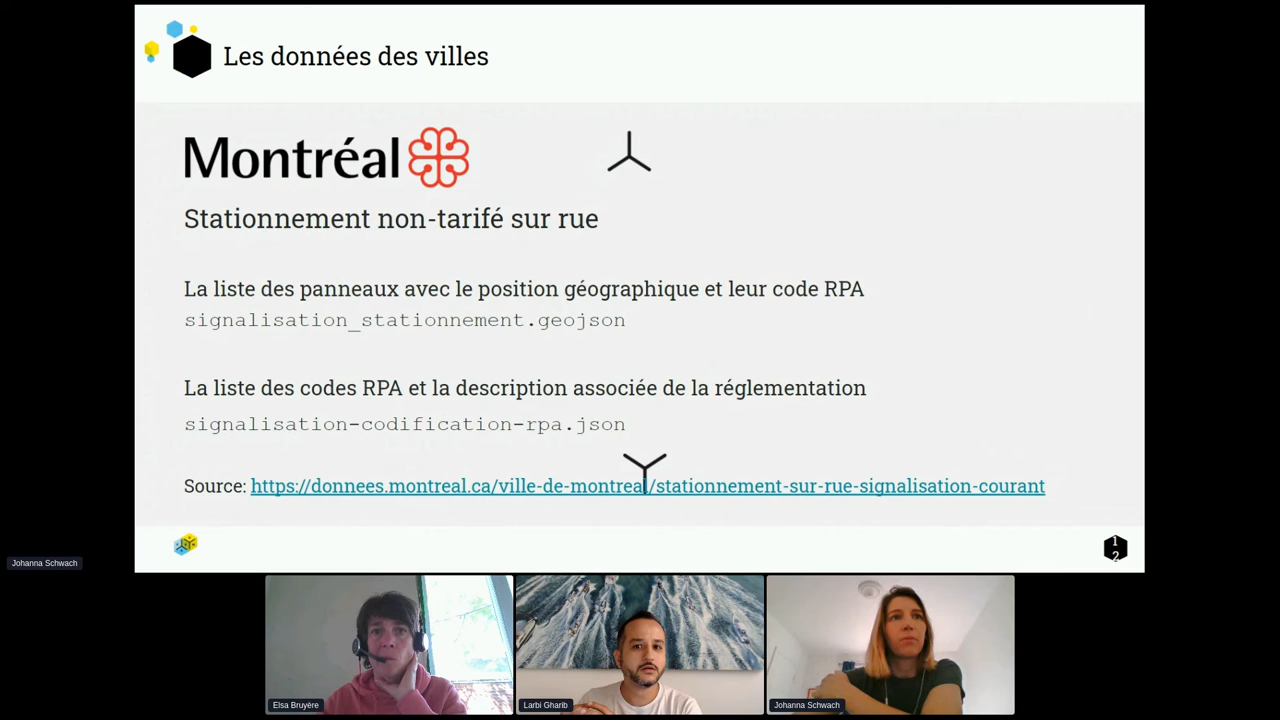 Les données des villes
Montréal
Stationnement non-tarifé sur rue
La liste des panneaux avec le position géographique et leur code RPA
signalisation_stationnement.geojson
La liste des codes RPA et la description associée de la réglementation
signalisation-codification-rpa.json
Source: https://donnees.montreal.ca/ville-de-montreal/stationnement-sur-rue-signalisation-courant
1
2
Johanna Schwach
Elsa Bruyère
Larbi Gharib
Johanna Schwach